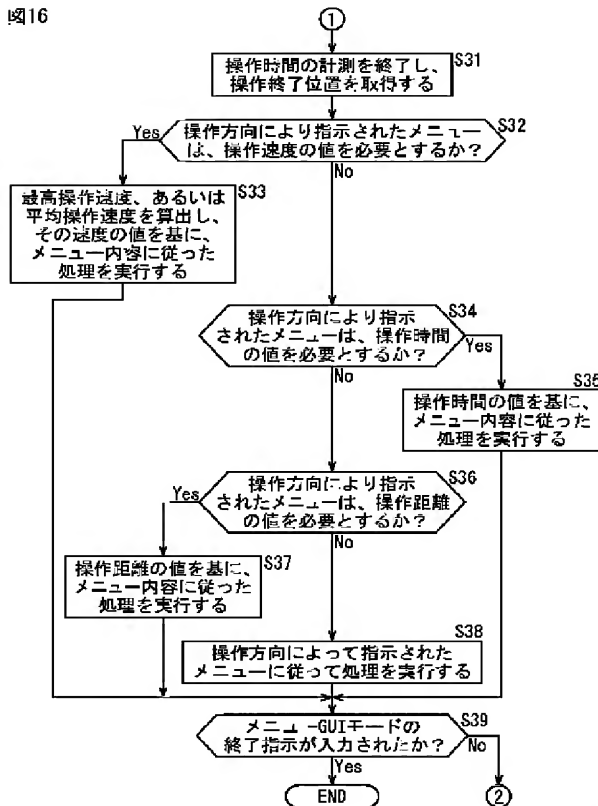 図16
①
操作時間の計測を終了し、
操作終了位置を取得する
S31
操作方向により指示されたメニュー
は、操作速度の値を必要とするか？
S32
Yes
No
最高操作速度、あるいは
平均操作速度を算出し、
その速度の値を基に、
メニュー内容に従った
処理を実行する
S33
操作方向により指示
されたメニューは、操作時間
の値を必要とするか？
S34
Yes
No
操作時間の値を基に、
メニュー内容に従った
処理を実行する
S35
操作方向により指示
されたメニューは、操作距離
の値を必要とするか？
S36
Yes
No
操作距離の値を基に、
メニュー内容に従った
処理を実行する
S37
操作方向によって指示された
メニューに従って処理を実行する
S38
メニューGUIモードの
終了指示が入力されたか？
S39
No
Yes
END
②